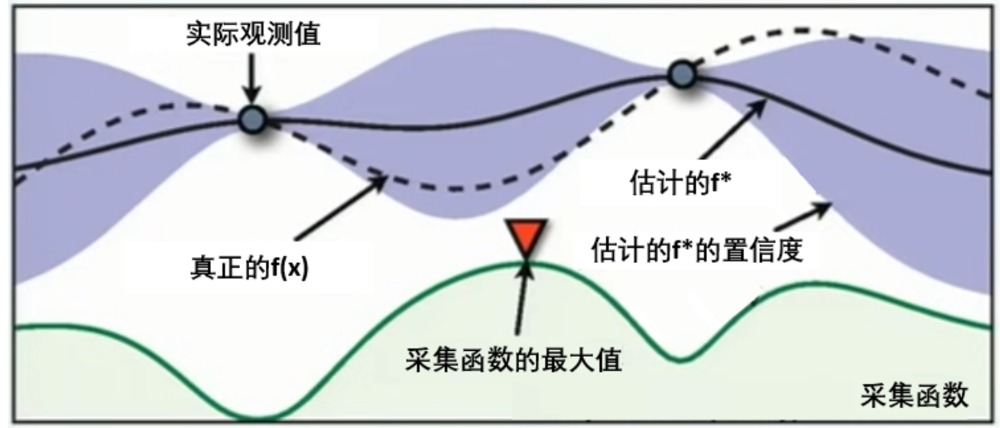 实际观测值
估计的f*
估计的f*的置信度
真正的f(x)
采集函数的最大值
采集函数